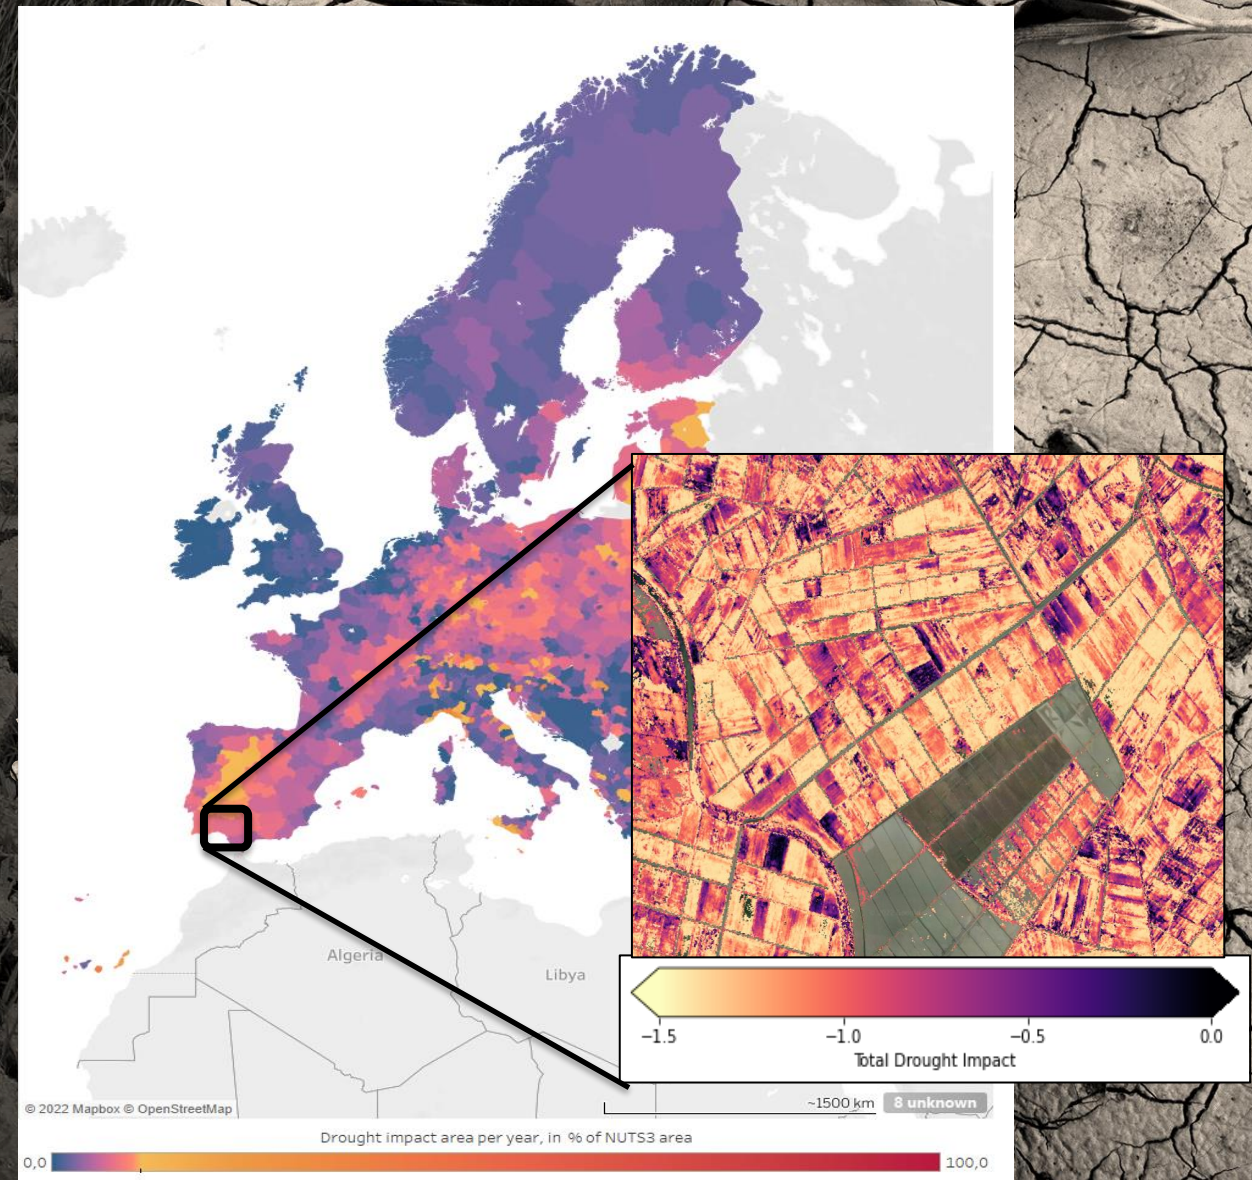 Algeria
Libya
−1.5
−1.0
−0.5
0.0
Total Drought Impact
© 2022 Mapbox © OpenStreetMap
~1500 km
8 unknown
Drought impact area per year, in % of NUTS3 area
0,0
100,0